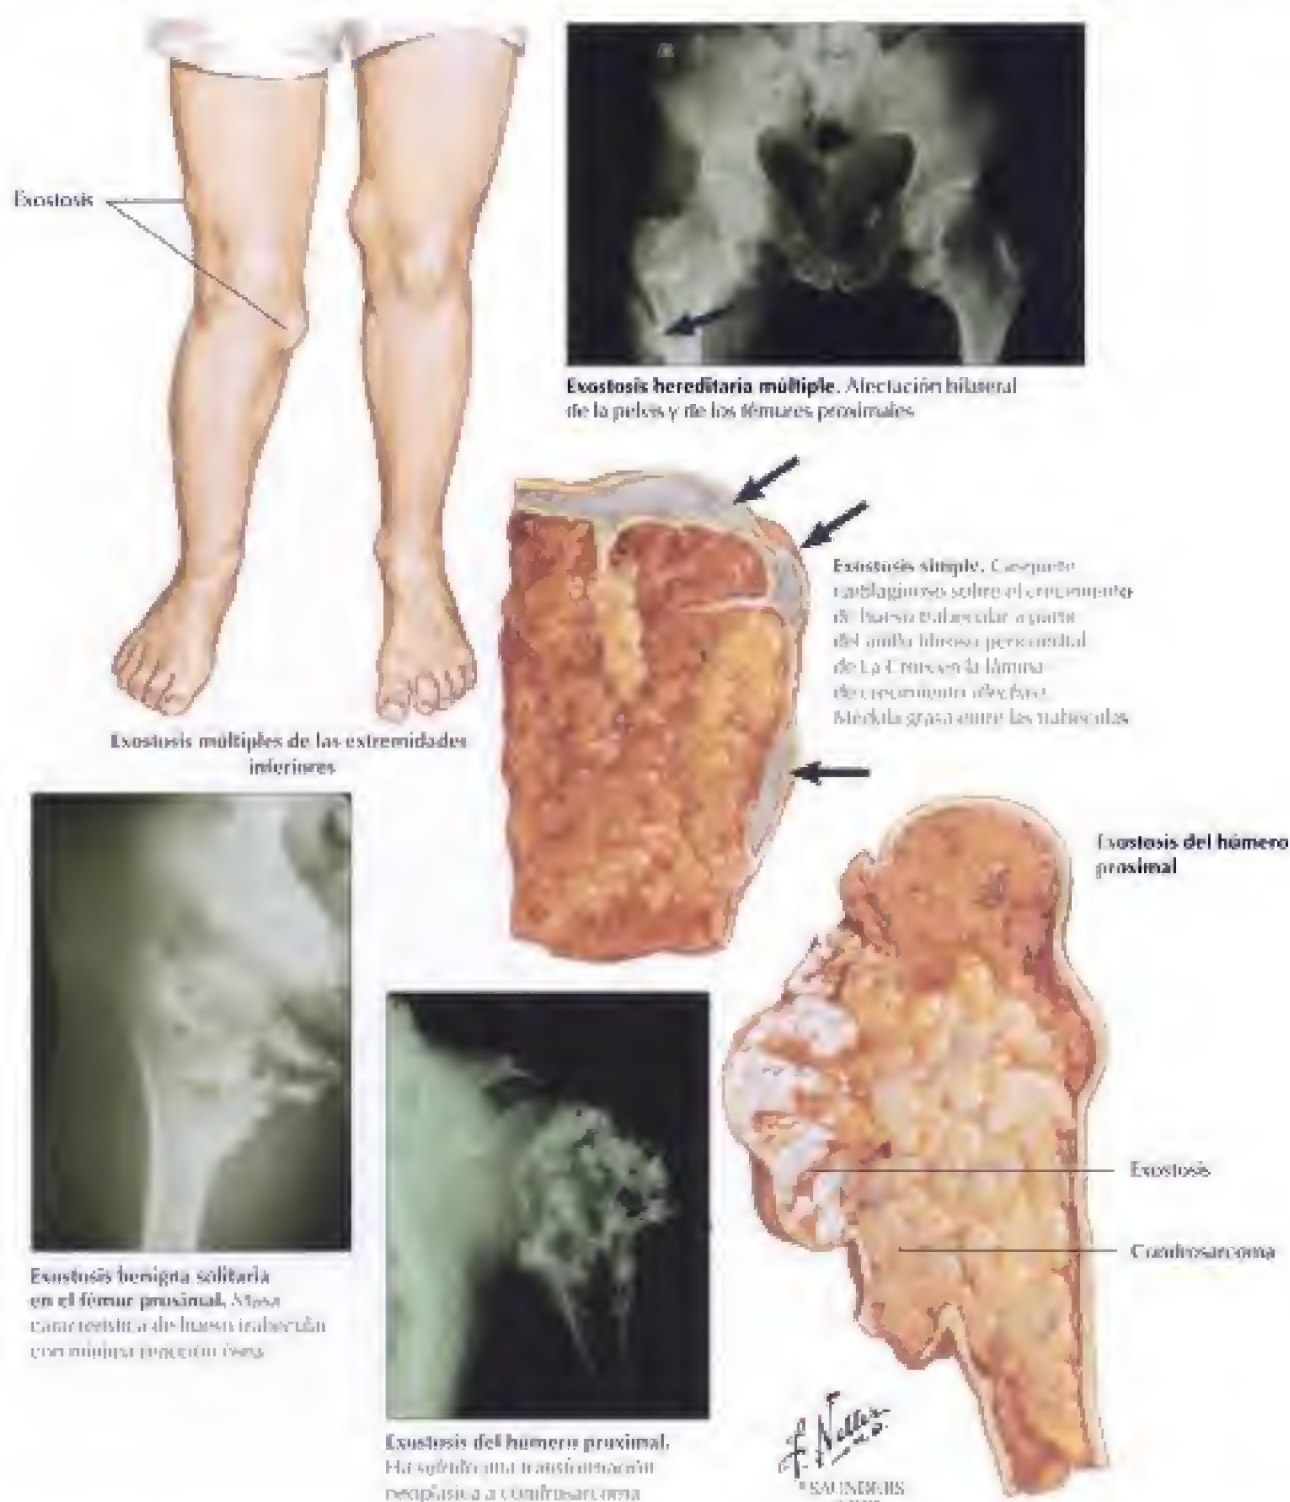 Exostosis
Exostosis hereditaria múltiple. Afectación bilateral
de la pelvis y de los fémures proximales
Exostosis simple. Casquete
cartilaginoso sobre el crecimiento
de hueso trabecular a partir
del anillo fibroso pericondral
de La Croix en la lámina
de crecimiento (flechas).
Médula grasa entre las trabéculas
Exostosis múltiples de las extremidades
inferiores
Exostosis del húmero
proximal
Exostosis
Condrosarcoma
Exostosis benigna solitaria
en el fémur proximal. Masa
característica de hueso trabecular
con mínima reacción ósea
Exostosis del húmero proximal.
Ha sufrido una transformación
neoplásica a condrosarcoma
F. Netter
M.D.
SAUNDERS